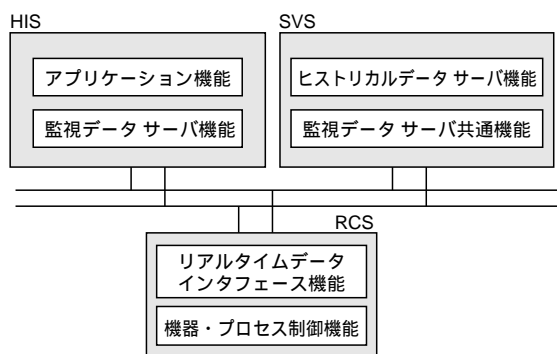 HIS
アプリケーション機能
監視データ サーバ機能
SVS
ヒストリカルデータ サーバ機能
監視データ サーバ共通機能
RCS
リアルタイムデータ
インタフェース機能
機器・プロセス制御機能